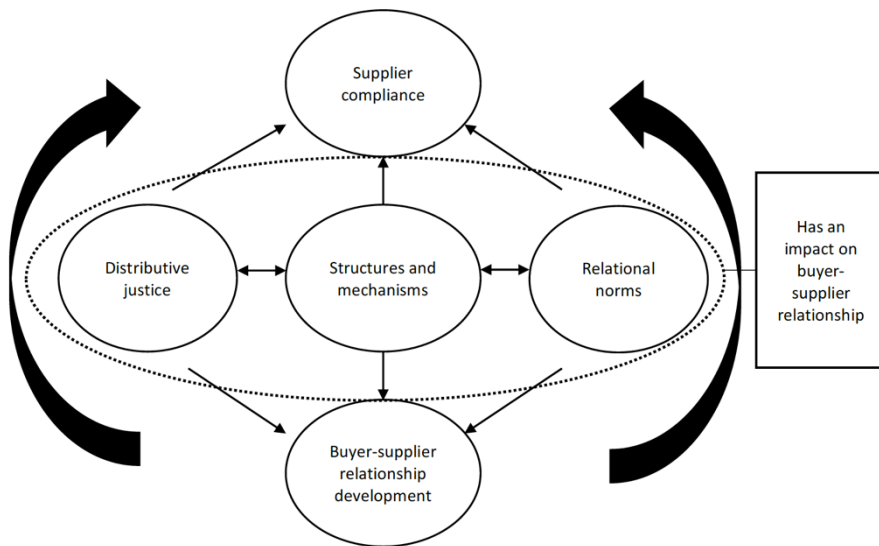 Supplier
compliance
Distributive
justice
Structures and
mechanisms
Relational
norms
Has an
impact on
buyer-
supplier
relationship
Buyer-supplier
relationship
development